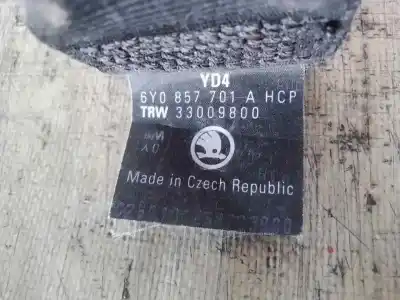 YD4
6Y0 857 701 A HCP
TRW 33009800
Made in Czech Republic